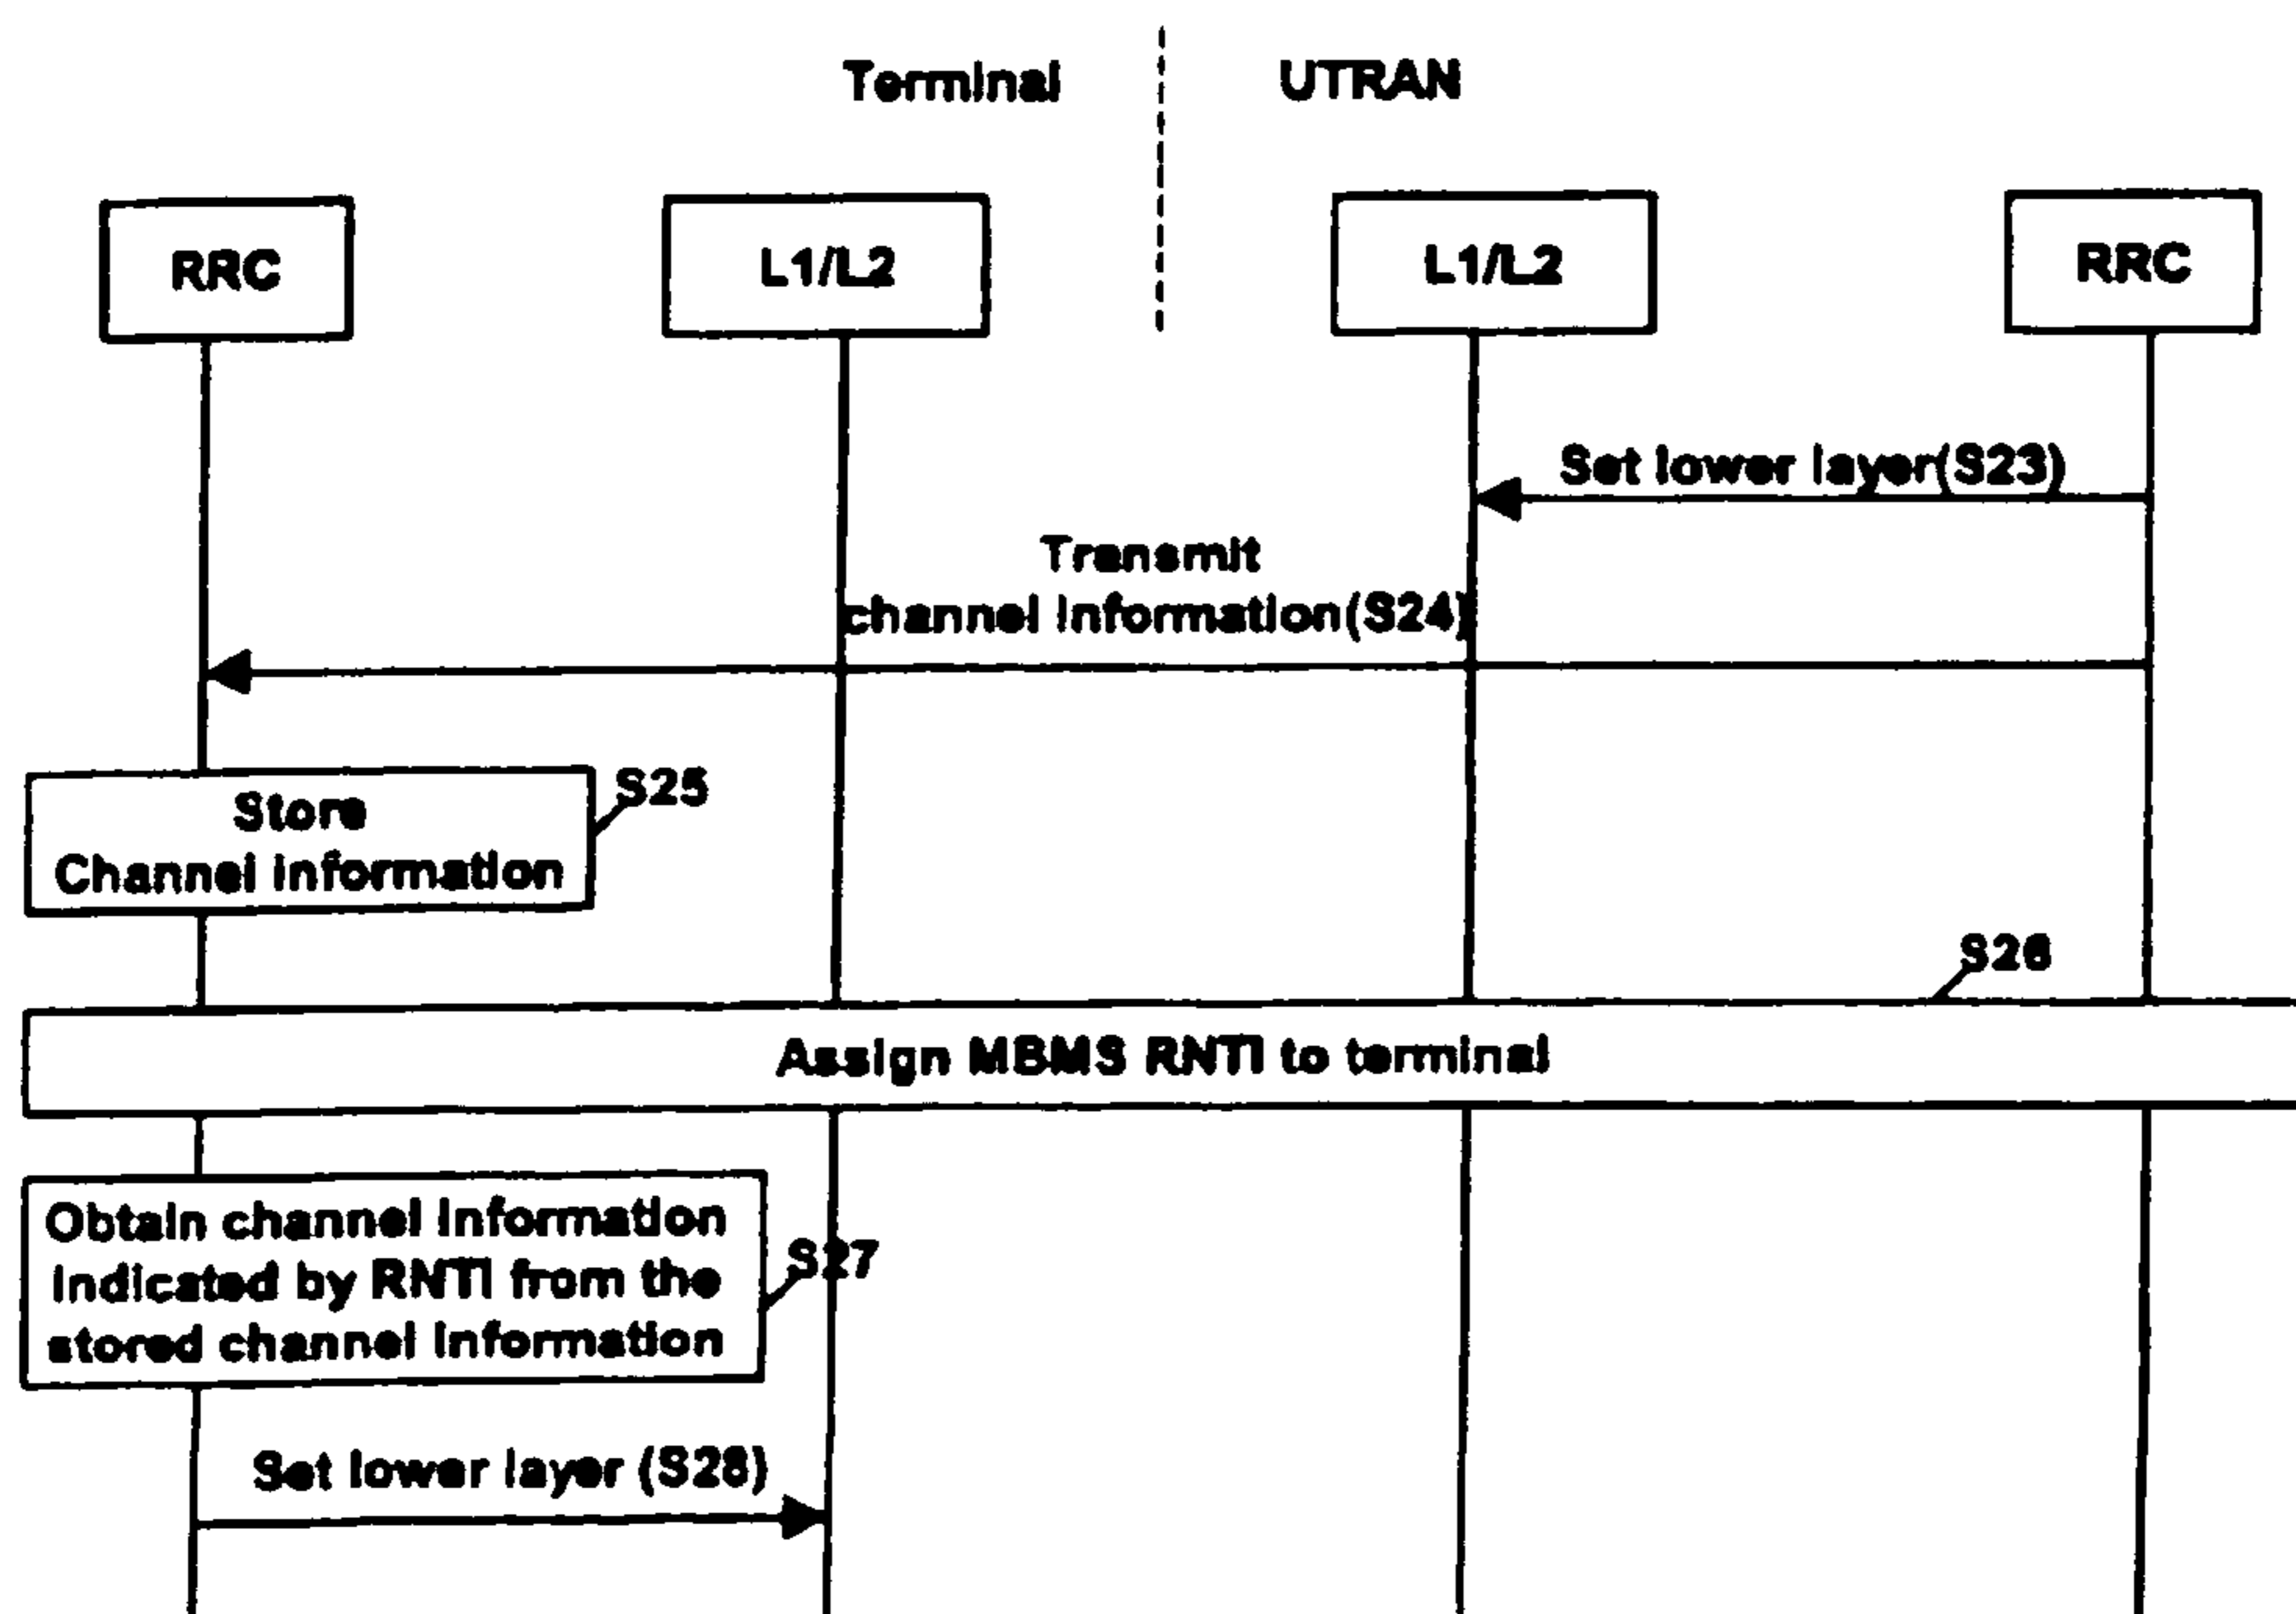 Terminal
UTRAN
RRC
L1/L2
L1/L2
RRC
Set lower layer(S23)
Transmit
channel information(S24)
Store
Channel information
S25
S26
Assign MBMS RNTI to terminal
Obtain channel information
indicated by RNTI from the
stored channel information
S27
Set lower layer (S28)